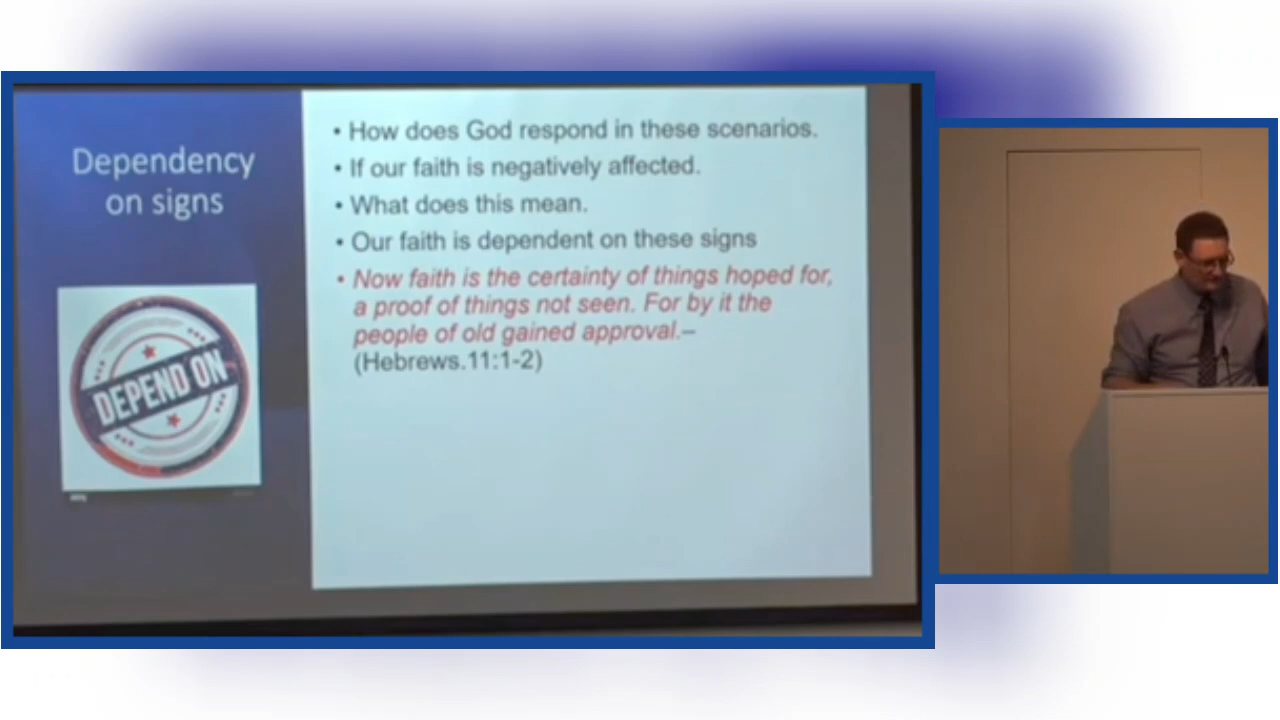 Dependency
on signs
DEPEND ON
• How does God respond in these scenarios.
• If our faith is negatively affected.
• What does this mean.
• Our faith is dependent on these signs
• Now faith is the certainty of things hoped for,
a proof of things not seen. For by it the
people of old gained approval.–
(Hebrews.11:1-2)